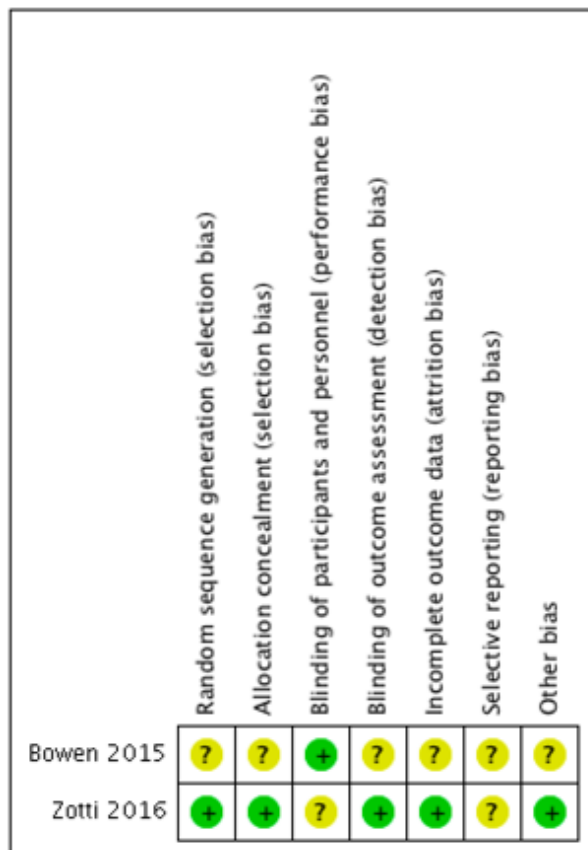 Random sequence generation (selection bias)
Allocation concealment (selection bias)
Blinding of participants and personnel (performance bias)
Blinding of outcome assessment (detection bias)
Incomplete outcome data (attrition bias)
Selective reporting (reporting bias)
Other bias
Bowen 2015 ? ? + ? ? ? ?
Zotti 2016 + + ? + + ? +